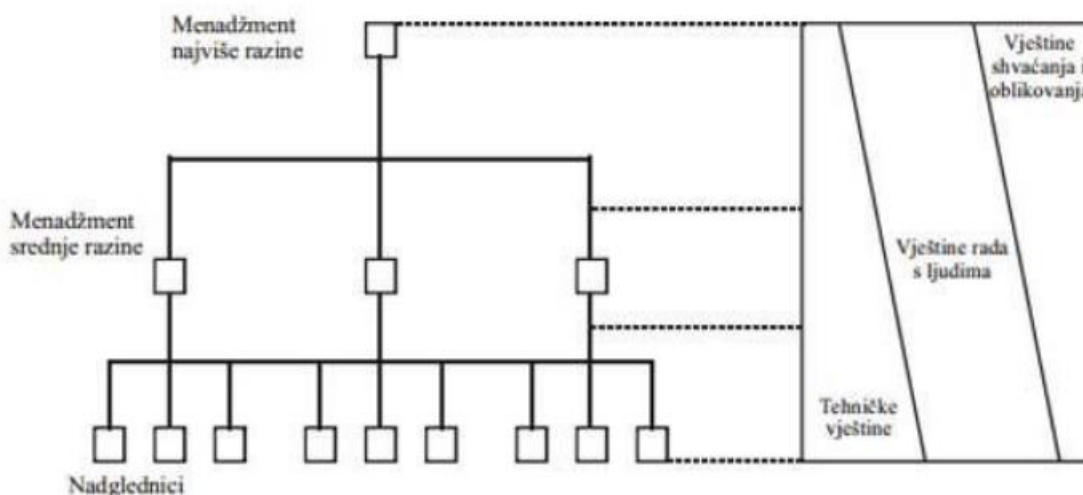 Menadžment
najviše razine
Vještine
shvaćanja i
oblikovanja
Menadžment
srednje razine
Vještine rada
s ljudima
Tehničke
vještine
Nadglednici